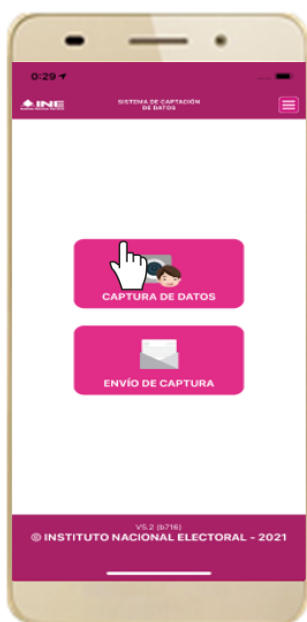 0:29
INE
SISTEMA DE CAPTACIÓN
DE DATOS
CAPTURA DE DATOS
ENVÍO DE CAPTURA
V5.2 (b716)
© INSTITUTO NACIONAL ELECTORAL - 2021